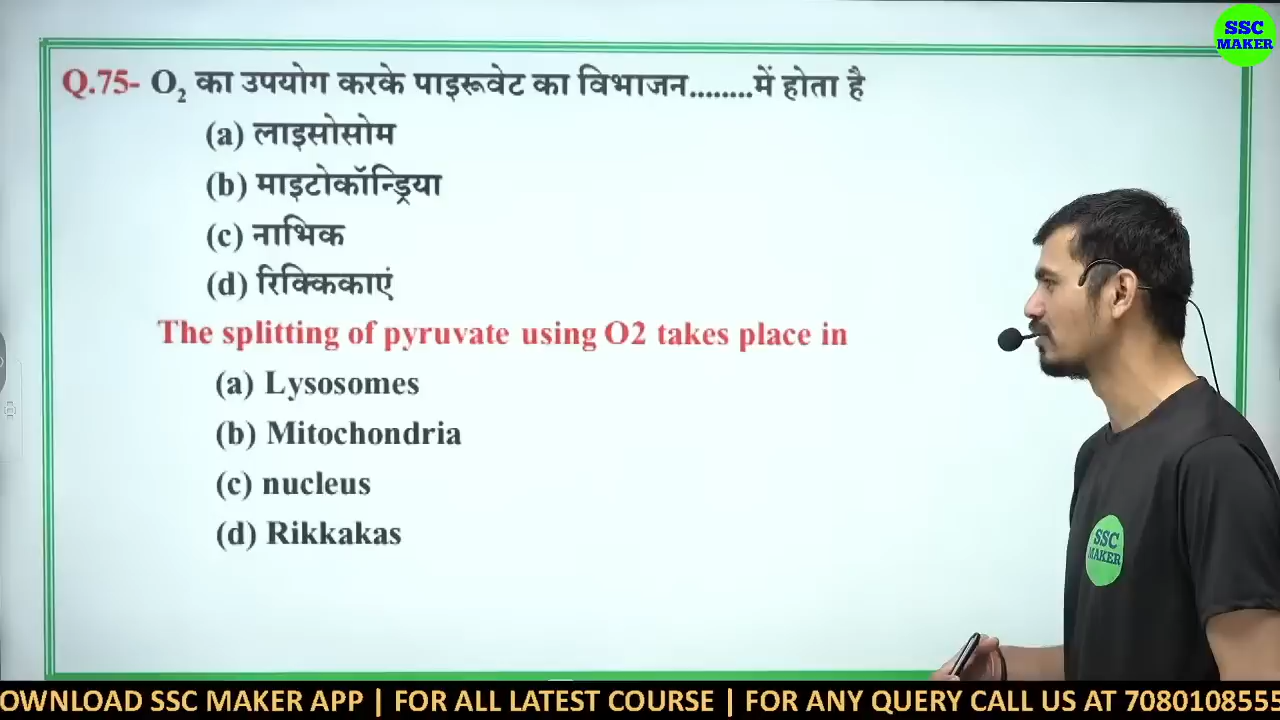 SSC
MAKER
Q.75- O₂ का उपयोग करके पाइरूवेट का विभाजन........में होता है
(a) लाइसोसोम
(b) माइटोकॉन्ड्रिया
(c) नाभिक
(d) रिक्किकाएं
The splitting of pyruvate using O2 takes place in
(a) Lysosomes
(b) Mitochondria
(c) nucleus
(d) Rikkakas
SSC
MAKER
OWNLOAD SSC MAKER APP | FOR ALL LATEST COURSE | FOR ANY QUERY CALL US AT 7080108555